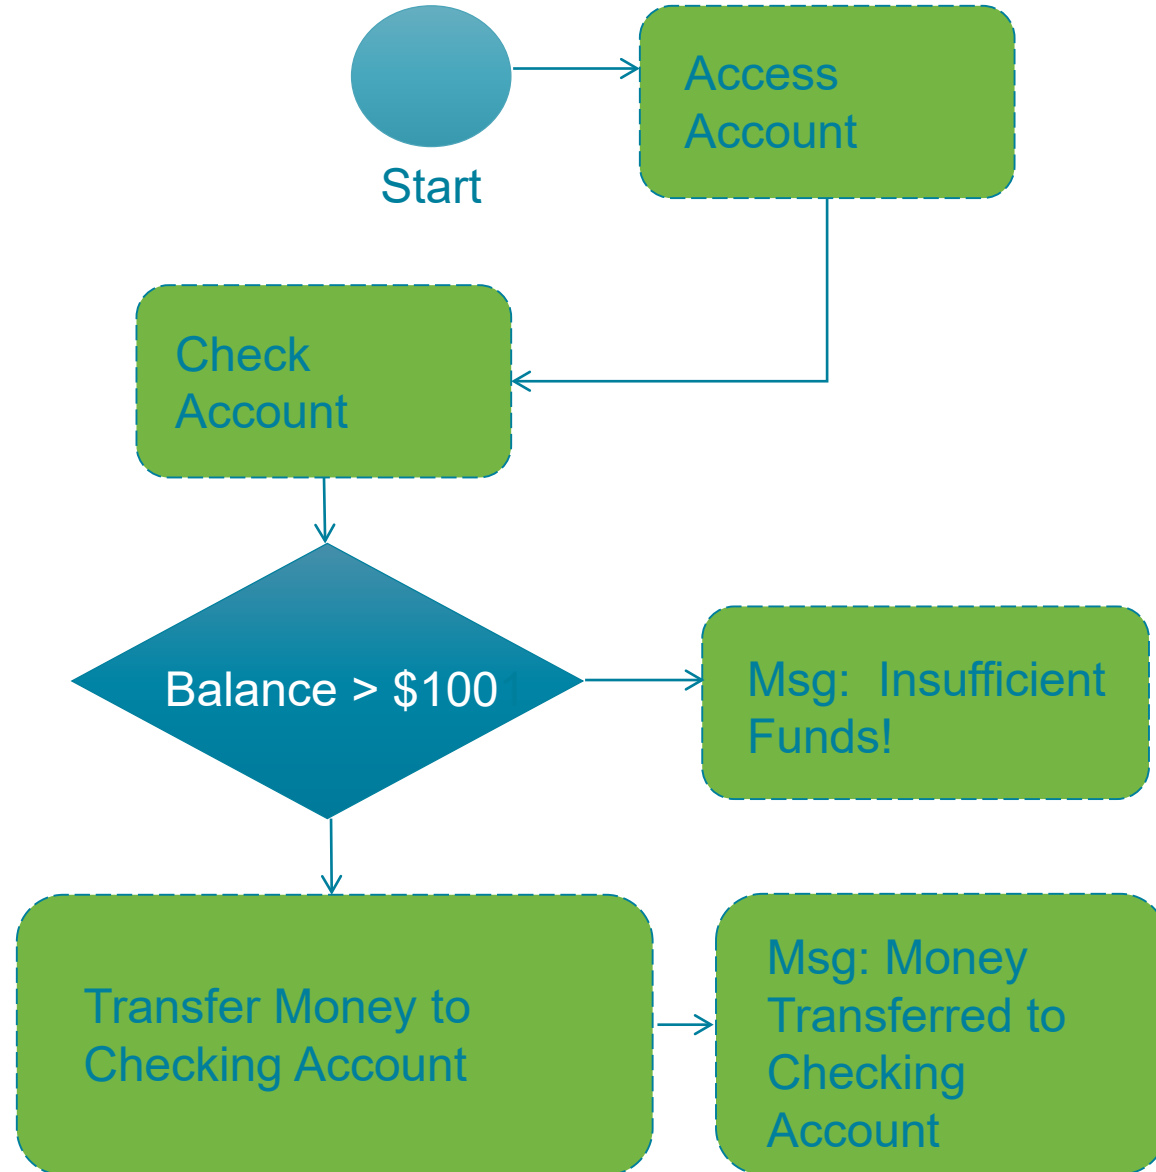 Start
Access
Account
Check
Account
Balance > $1001
Msg:  Insufficient
Funds!
Transfer Money to
Checking Account
Msg: Money
Transferred to
Checking
Account